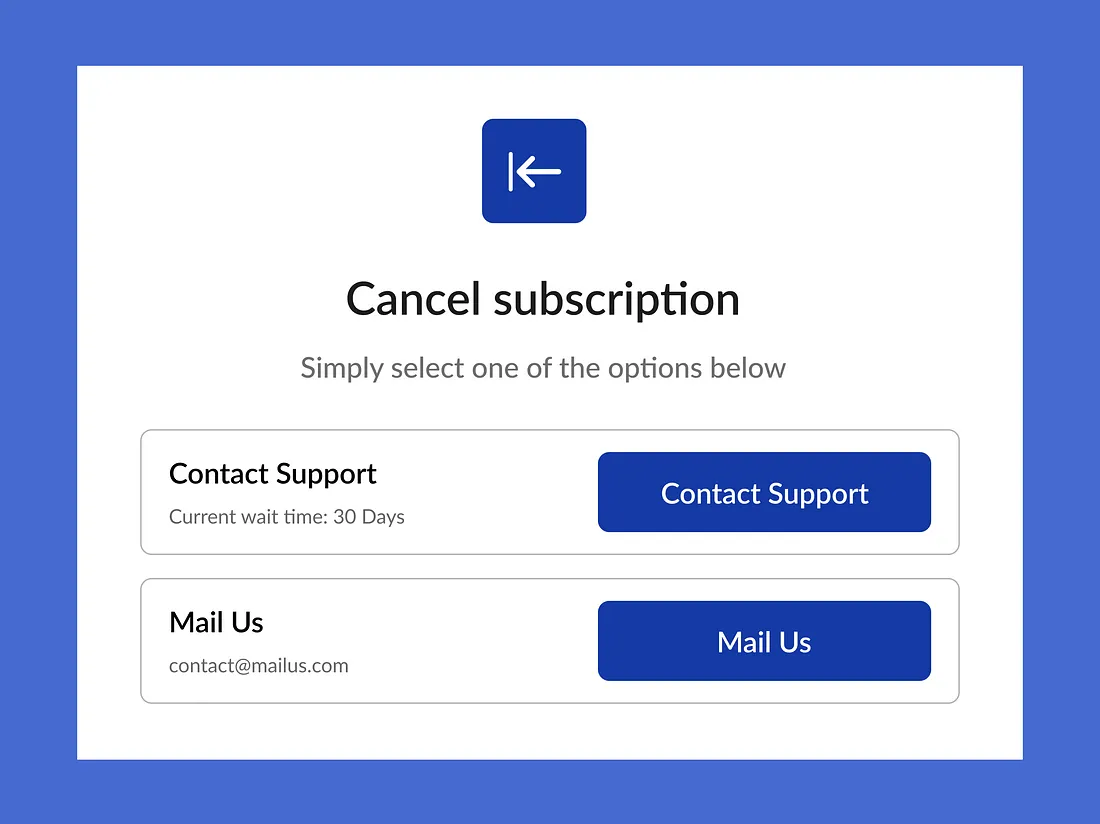 Cancel subscription
Simply select one of the options below
Contact Support
Current wait time: 30 Days
Contact Support
Mail Us
contact@mailus.com
Mail Us